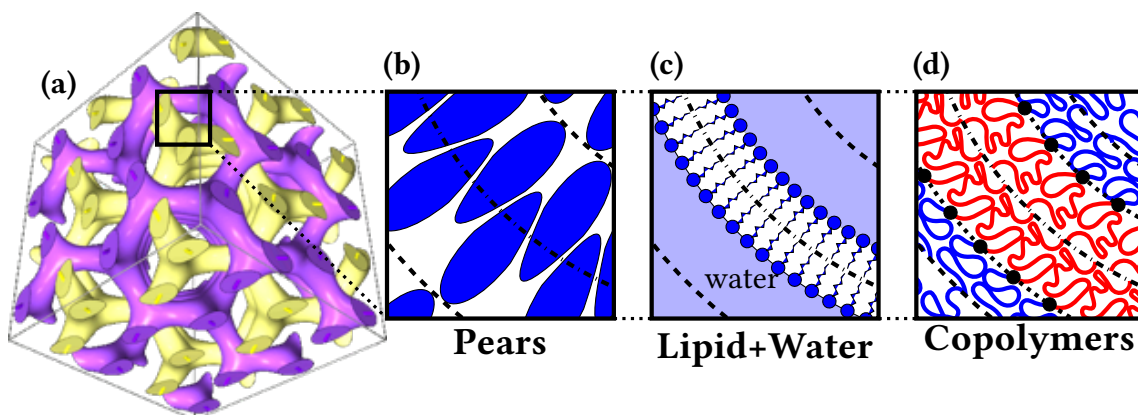 (a)
(b)
(c)
(d)
water
Pears
Lipid+Water
Copolymers